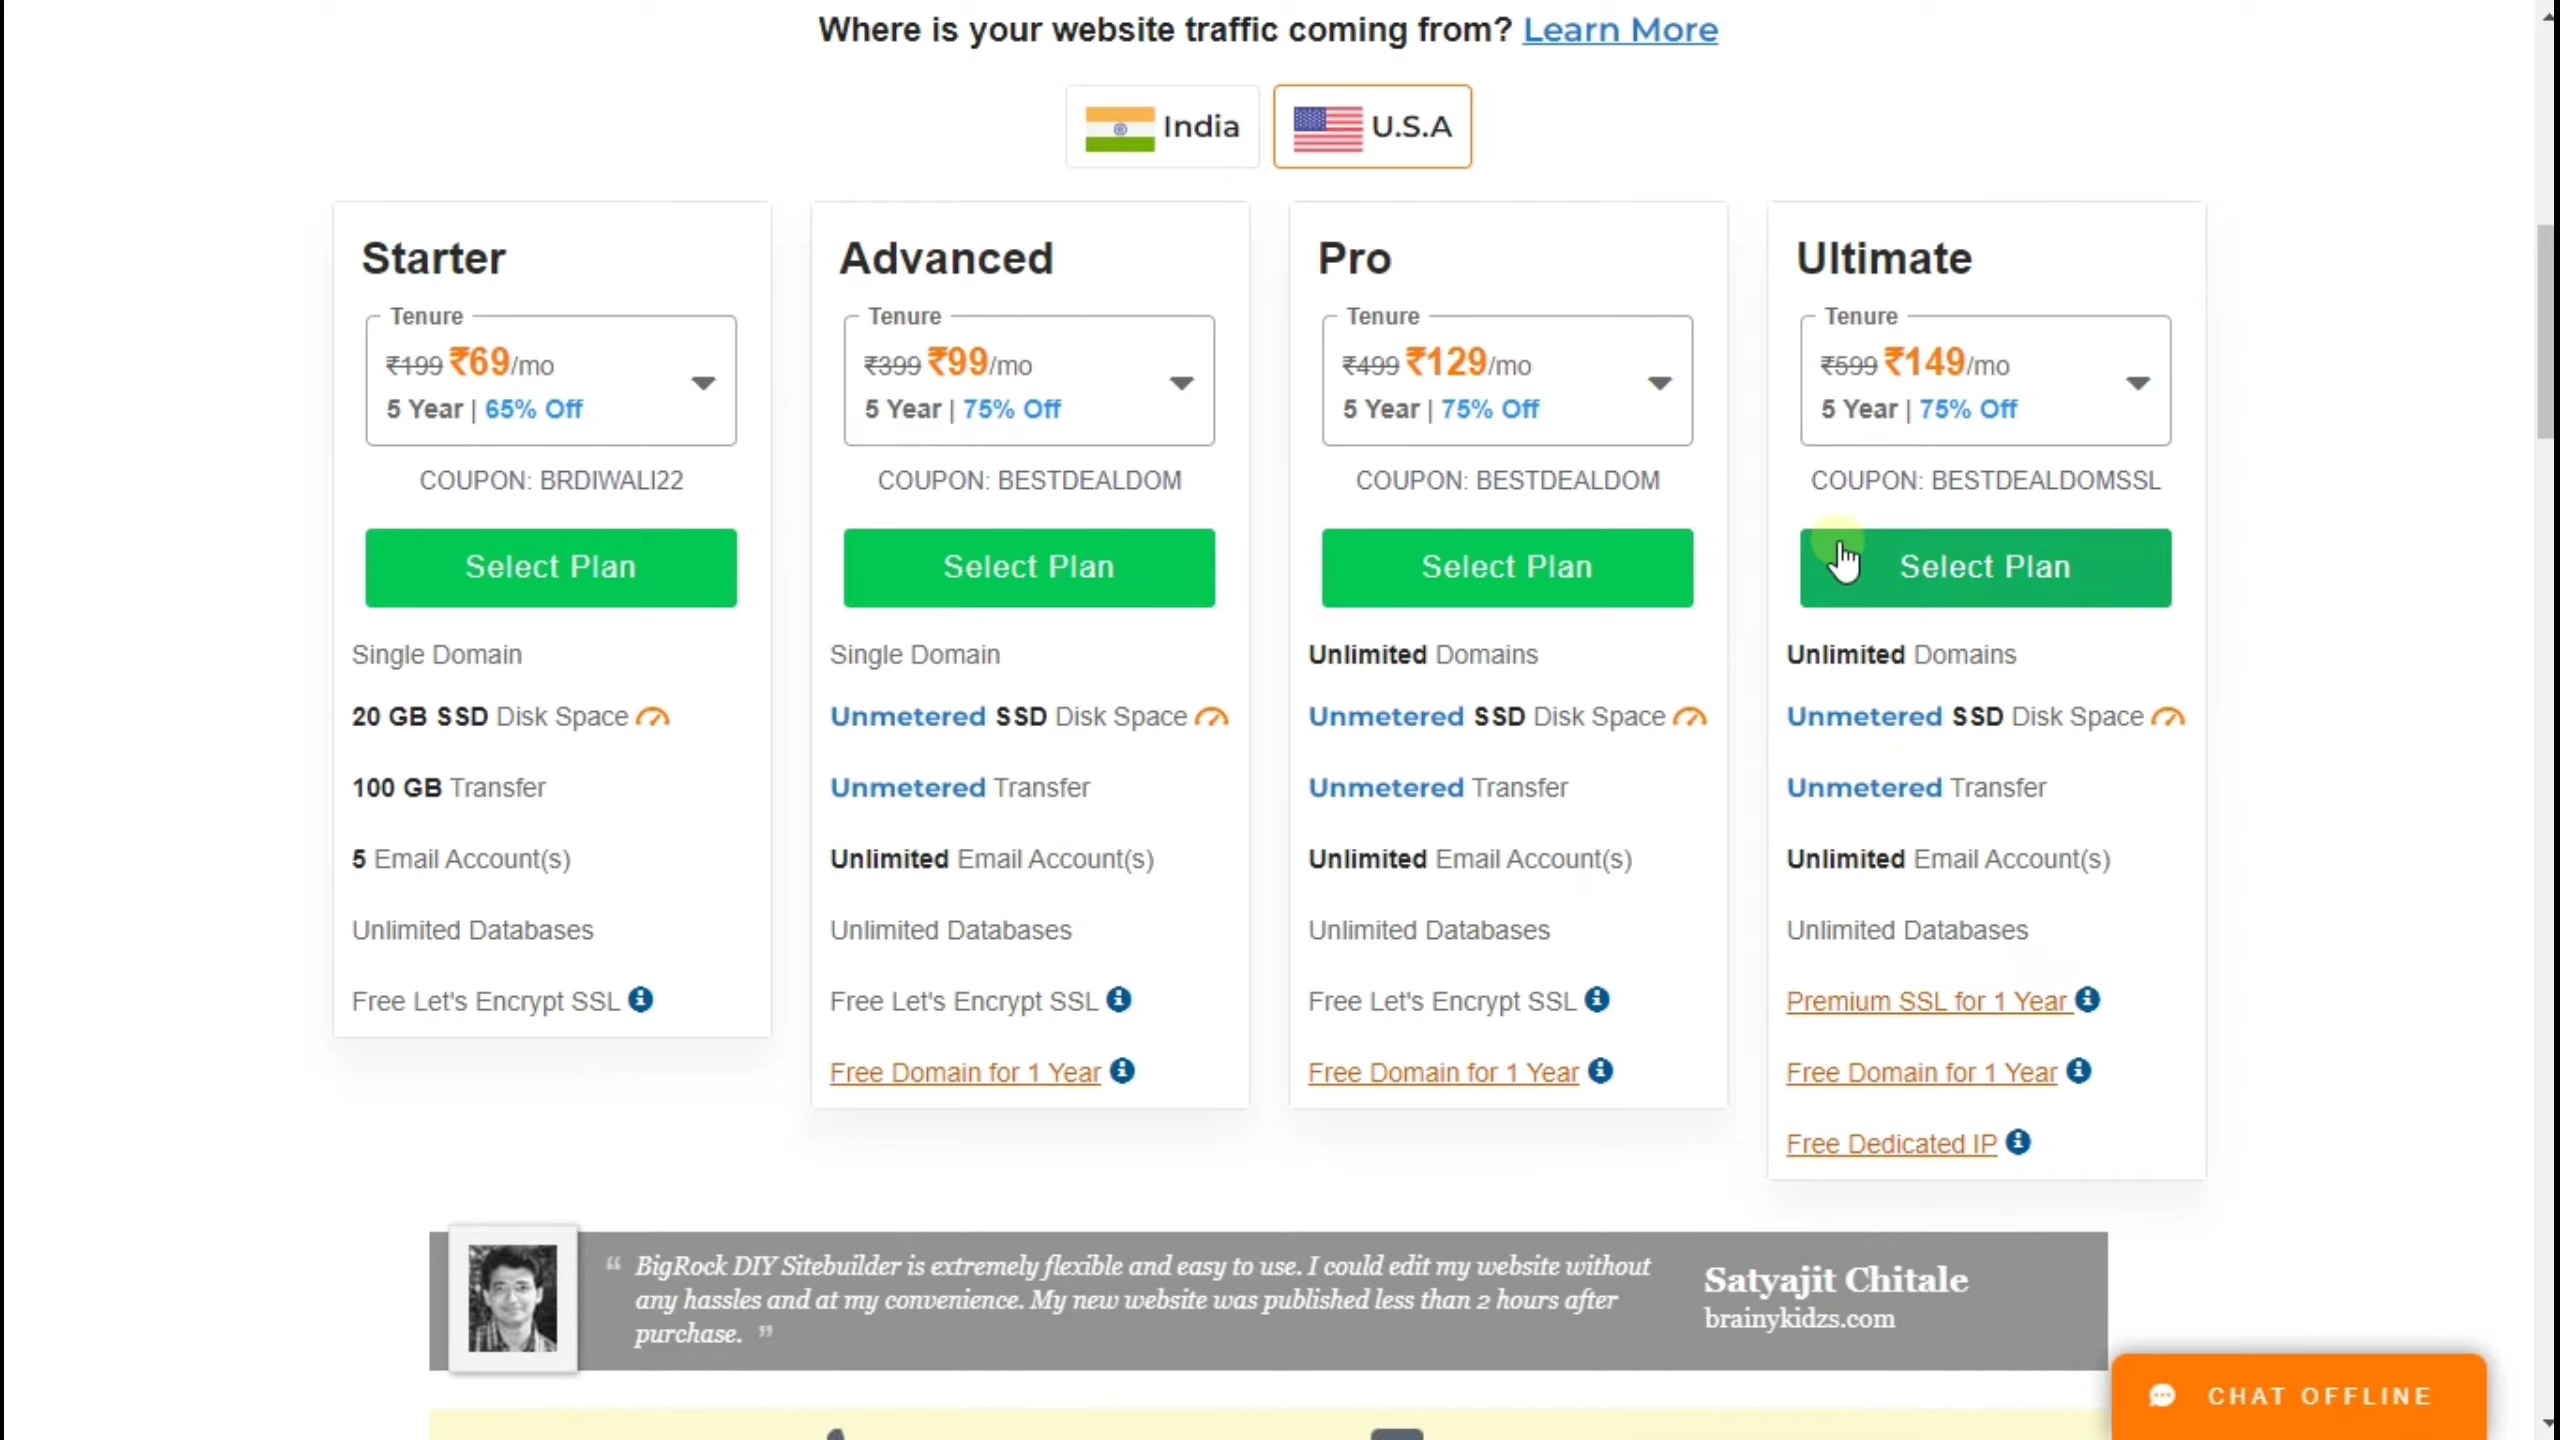 Where is your website traffic coming from? Learn More
India
U.S.A
Starter
Tenure
₹199 ₹69/mo
5 Year | 65% Off
COUPON: BRDIWALI22
Select Plan
Single Domain
20 GB SSD Disk Space
100 GB Transfer
5 Email Account(s)
Unlimited Databases
Free Let's Encrypt SSL
Advanced
Tenure
₹399 ₹99/mo
5 Year | 75% Off
COUPON: BESTDEALDOM
Select Plan
Single Domain
Unmetered SSD Disk Space
Unmetered Transfer
Unlimited Email Account(s)
Unlimited Databases
Free Let's Encrypt SSL
Free Domain for 1 Year
Pro
Tenure
₹499 ₹129/mo
5 Year | 75% Off
COUPON: BESTDEALDOM
Select Plan
Unlimited Domains
Unmetered SSD Disk Space
Unmetered Transfer
Unlimited Email Account(s)
Unlimited Databases
Free Let's Encrypt SSL
Free Domain for 1 Year
Ultimate
Tenure
₹599 ₹149/mo
5 Year | 75% Off
COUPON: BESTDEALDOMSSL
Select Plan
Unlimited Domains
Unmetered SSD Disk Space
Unmetered Transfer
Unlimited Email Account(s)
Unlimited Databases
Premium SSL for 1 Year
Free Domain for 1 Year
Free Dedicated IP
“ BigRock DIY Sitebuilder is extremely flexible and easy to use. I could edit my website without
any hassles and at my convenience. My new website was published less than 2 hours after
purchase. ”
Satyajit Chitale
brainykidzs.com
CHAT OFFLINE